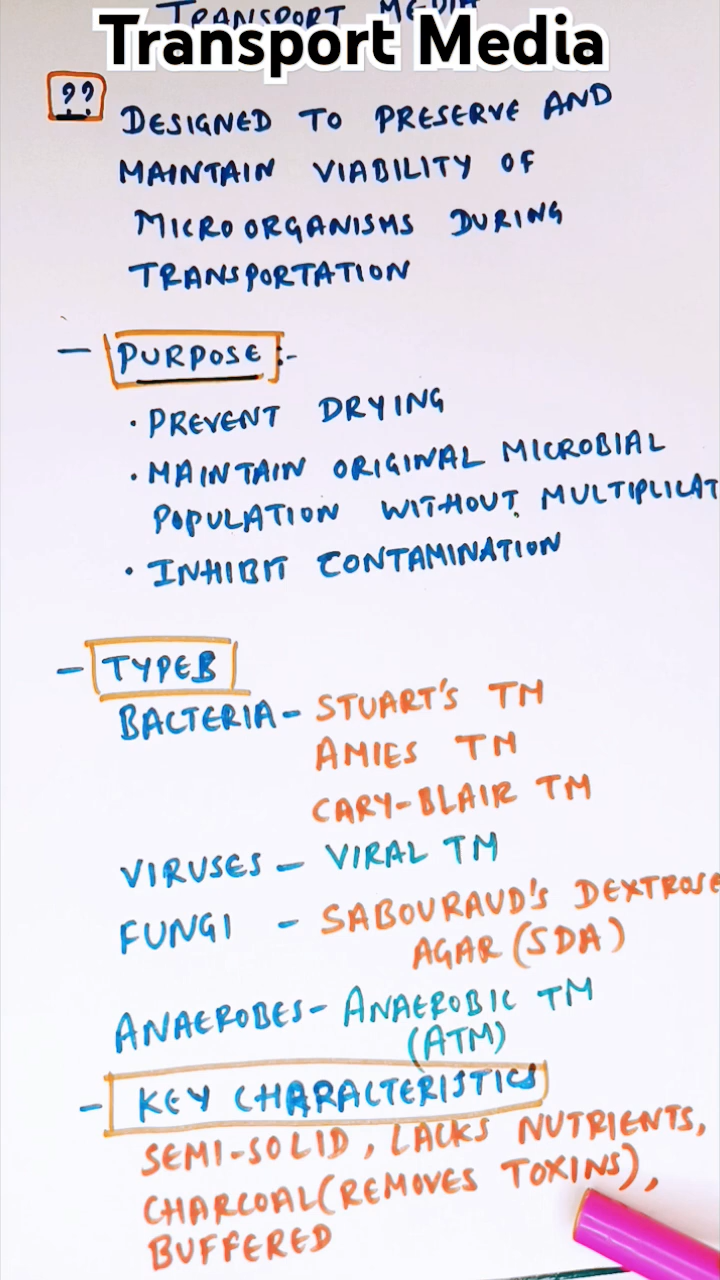 TRANSPORT MEDIA
Transport Media
??
DESIGNED TO PRESERVE AND
MAINTAIN VIABILITY OF
MICROORGANISMS DURING
TRANSPORTATION
- PURPOSE :-
• PREVENT DRYING
• MAINTAIN ORIGINAL MICROBIAL
POPULATION WITHOUT MULTIPLICAT
• INHIBIT CONTAMINATION
- TYPES
BACTERIA - STUART'S TM
AMIES TM
CARY-BLAIR TM
VIRUSES - VIRAL TM
FUNGI - SABOURAUD'S DEXTROSE
AGAR (SDA)
ANAEROBES - ANAEROBIC TM
(ATM)
- KEY CHARACTERISTICS
SEMI-SOLID, LACKS NUTRIENTS,
CHARCOAL (REMOVES TOXINS),
BUFFERED